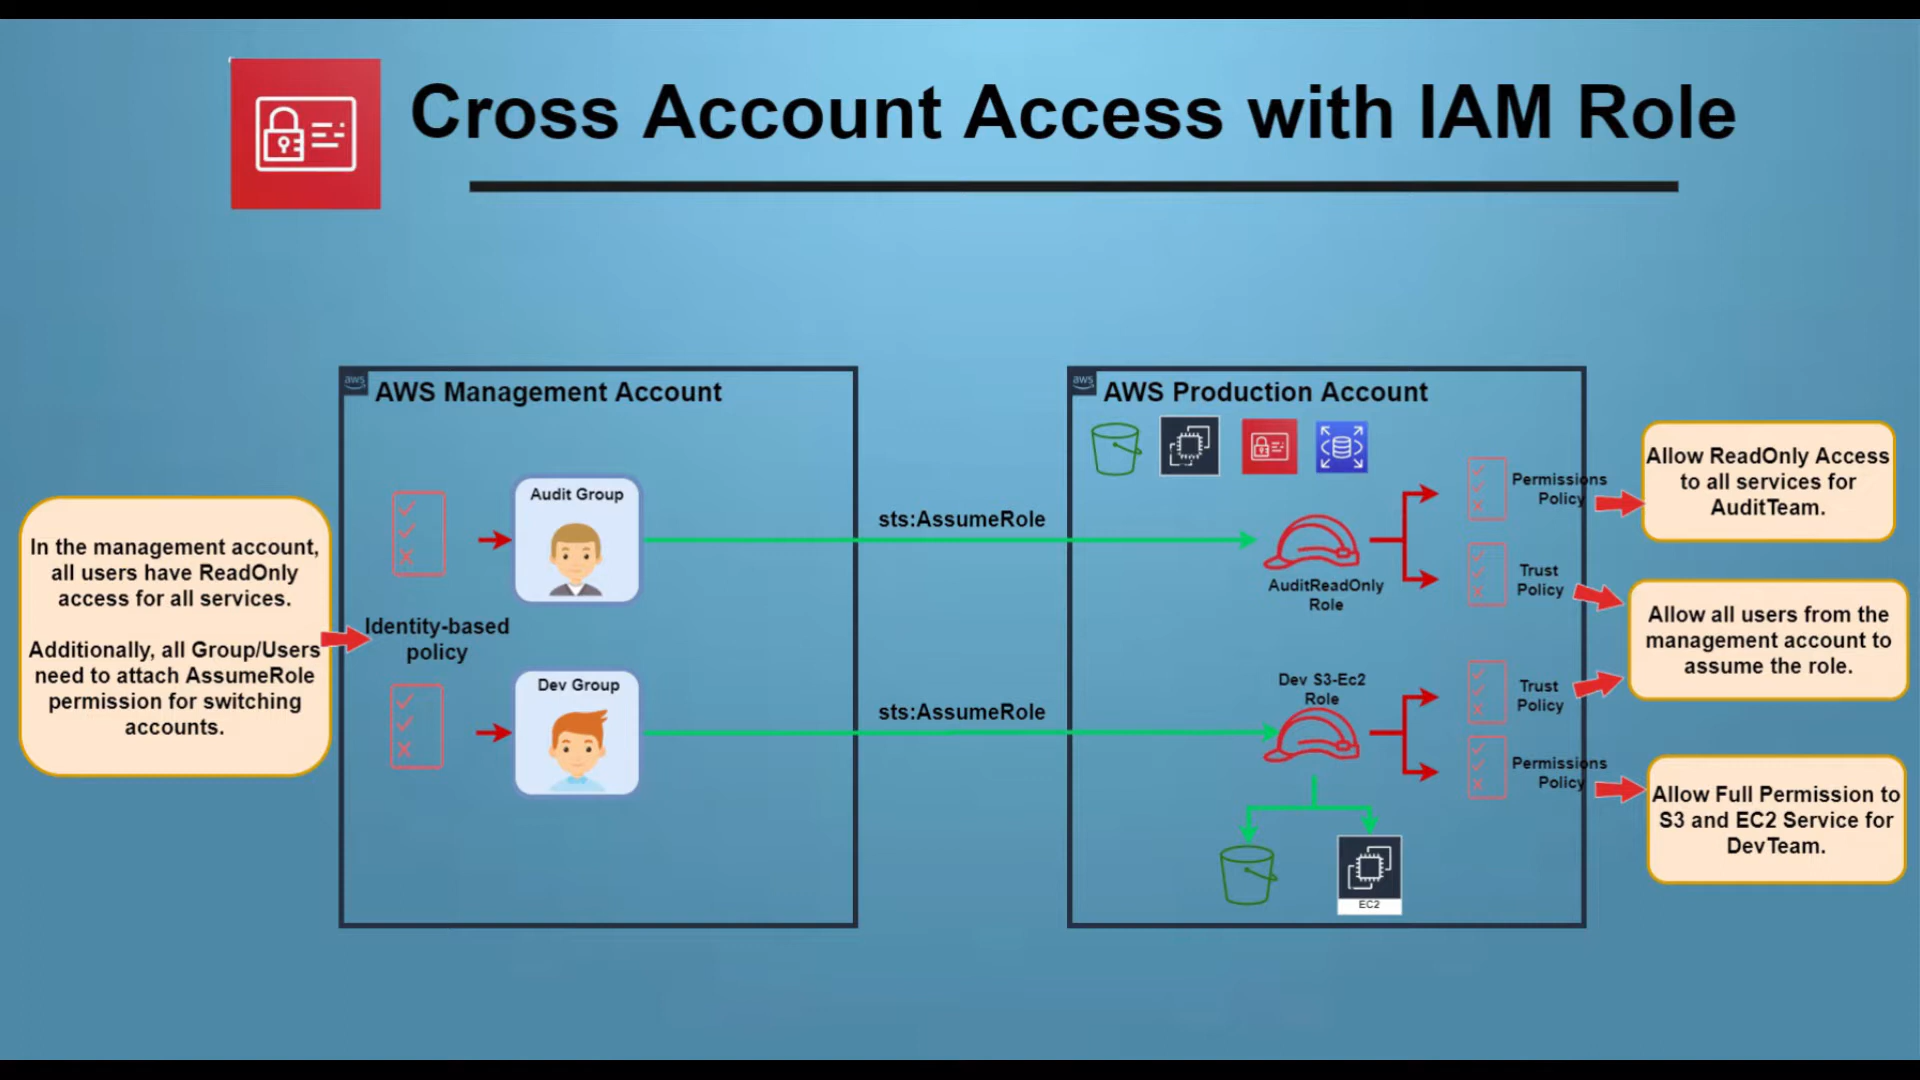 Cross Account Access with IAM Role
aws
AWS Management Account
aws
AWS Production Account
In the management account,
all users have ReadOnly
access for all services.
Additionally, all Group/Users
need to attach AssumeRole
permission for switching
accounts.
Identity-based
policy
Audit Group
Dev Group
sts:AssumeRole
sts:AssumeRole
AuditReadOnly
Role
Dev S3-Ec2
Role
EC2
Permissions
Policy
Trust
Policy
Trust
Policy
Permissions
Policy
Allow ReadOnly Access
to all services for
AuditTeam.
Allow all users from the
management account to
assume the role.
Allow Full Permission to
S3 and EC2 Service for
DevTeam.